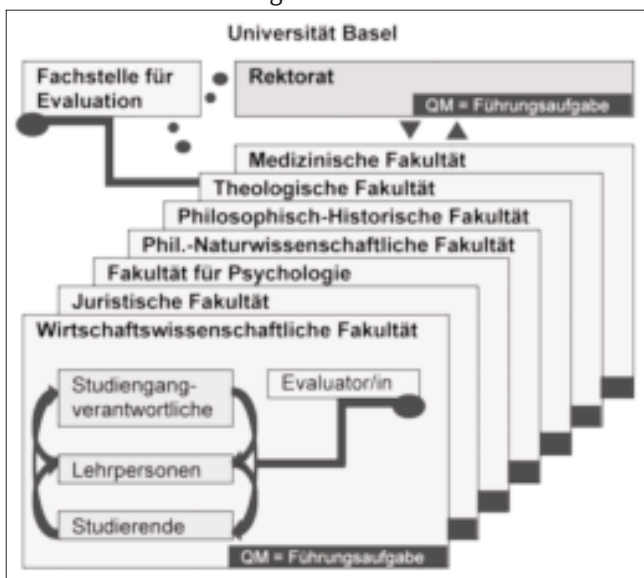 Universität Basel
Fachstelle für
Evaluation
Rektorat
QM = Führungsaufgabe
Medizinische Fakultät
Theologische Fakultät
Philosophisch-Historische Fakultät
Phil.-Naturwissenschaftliche Fakultät
Fakultät für Psychologie
Juristische Fakultät
Wirtschaftswissenschaftliche Fakultät
Studiengang-
verantwortliche
Evaluator/in
Lehrpersonen
Studierende
QM = Führungsaufgabe